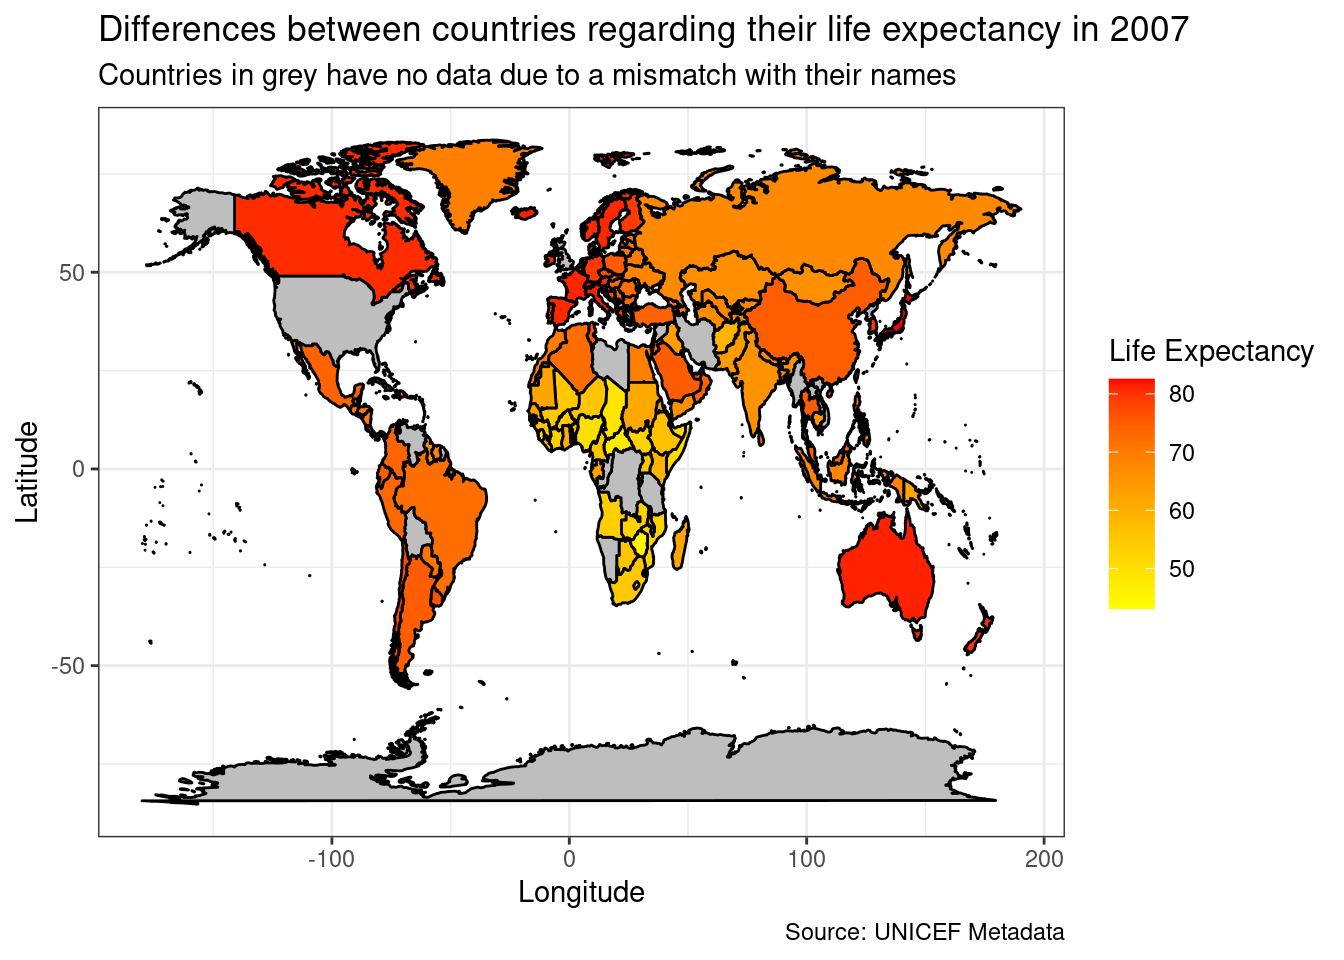 Differences between countries regarding their life expectancy in 2007
Countries in grey have no data due to a mismatch with their names
50
0
-50
Latitude
-100
0
100
200
Longitude
Life Expectancy
80
70
60
50
Source: UNICEF Metadata